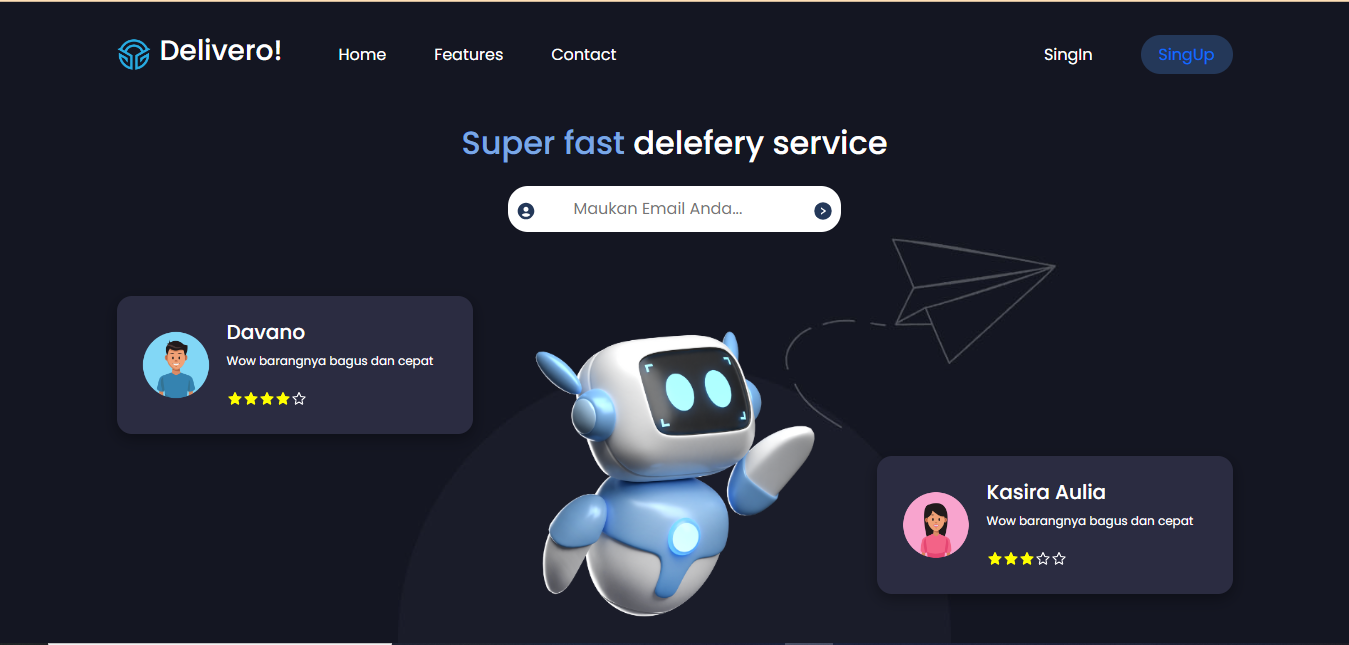 Delivero!
Home
Features
Contact
SingIn
SingUp
Super fast delefery service
Maukan Email Anda...
Davano
Wow barangnya bagus dan cepat
Kasira Aulia
Wow barangnya bagus dan cepat